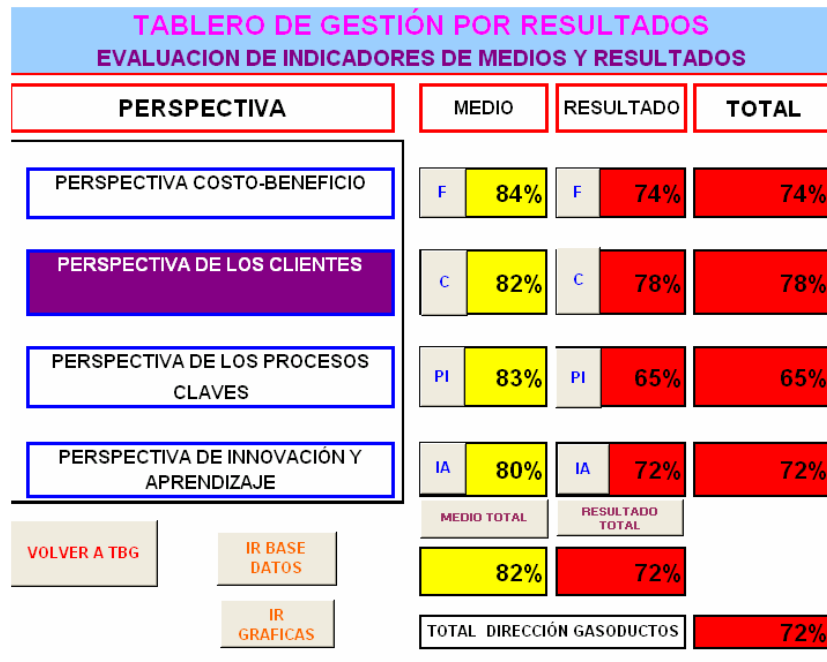 TABLERO DE GESTIÓN POR RESULTADOS
EVALUACION DE INDICADORES DE MEDIOS Y RESULTADOS
PERSPECTIVA MEDIO RESULTADO TOTAL
PERSPECTIVA COSTO-BENEFICIO F 84% F 74% 74%
PERSPECTIVA DE LOS CLIENTES C 82% C 78% 78%
PERSPECTIVA DE LOS PROCESOS
CLAVES PI 83% PI 65% 65%
PERSPECTIVA DE INNOVACIÓN Y
APRENDIZAJE IA 80% IA 72% 72%
MEDIO TOTAL RESULTADO
TOTAL
VOLVER A TBG IR BASE
DATOS 82% 72%
IR
GRAFICAS TOTAL DIRECCIÓN GASODUCTOS 72%